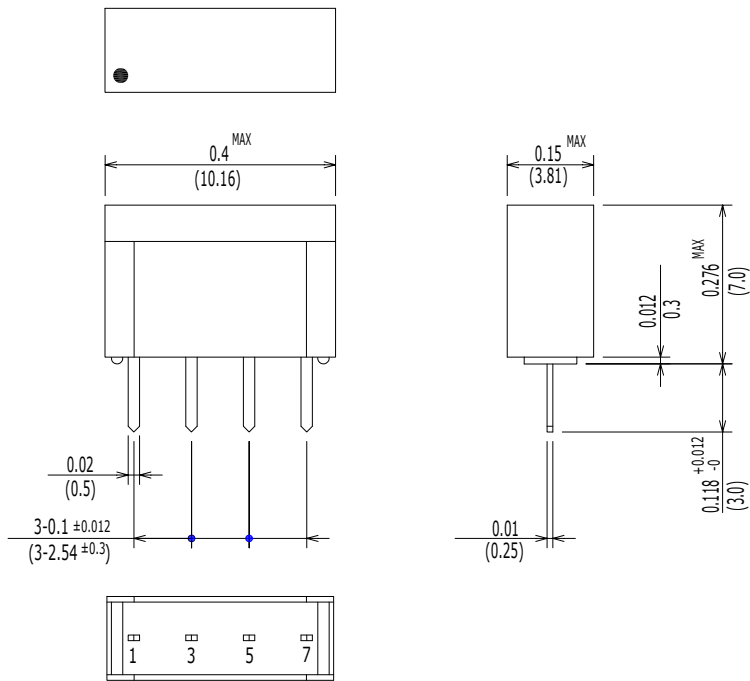 0.4 MAX
(10.16)
0.15 MAX
(3.81)
0.012
0.3
0.276 MAX
(7.0)
0.118 +0.012 -0
(3.0)
0.02
(0.5)
3-0.1 ±0.012
(3-2.54 ±0.3)
0.01
(0.25)
1 3 5 7